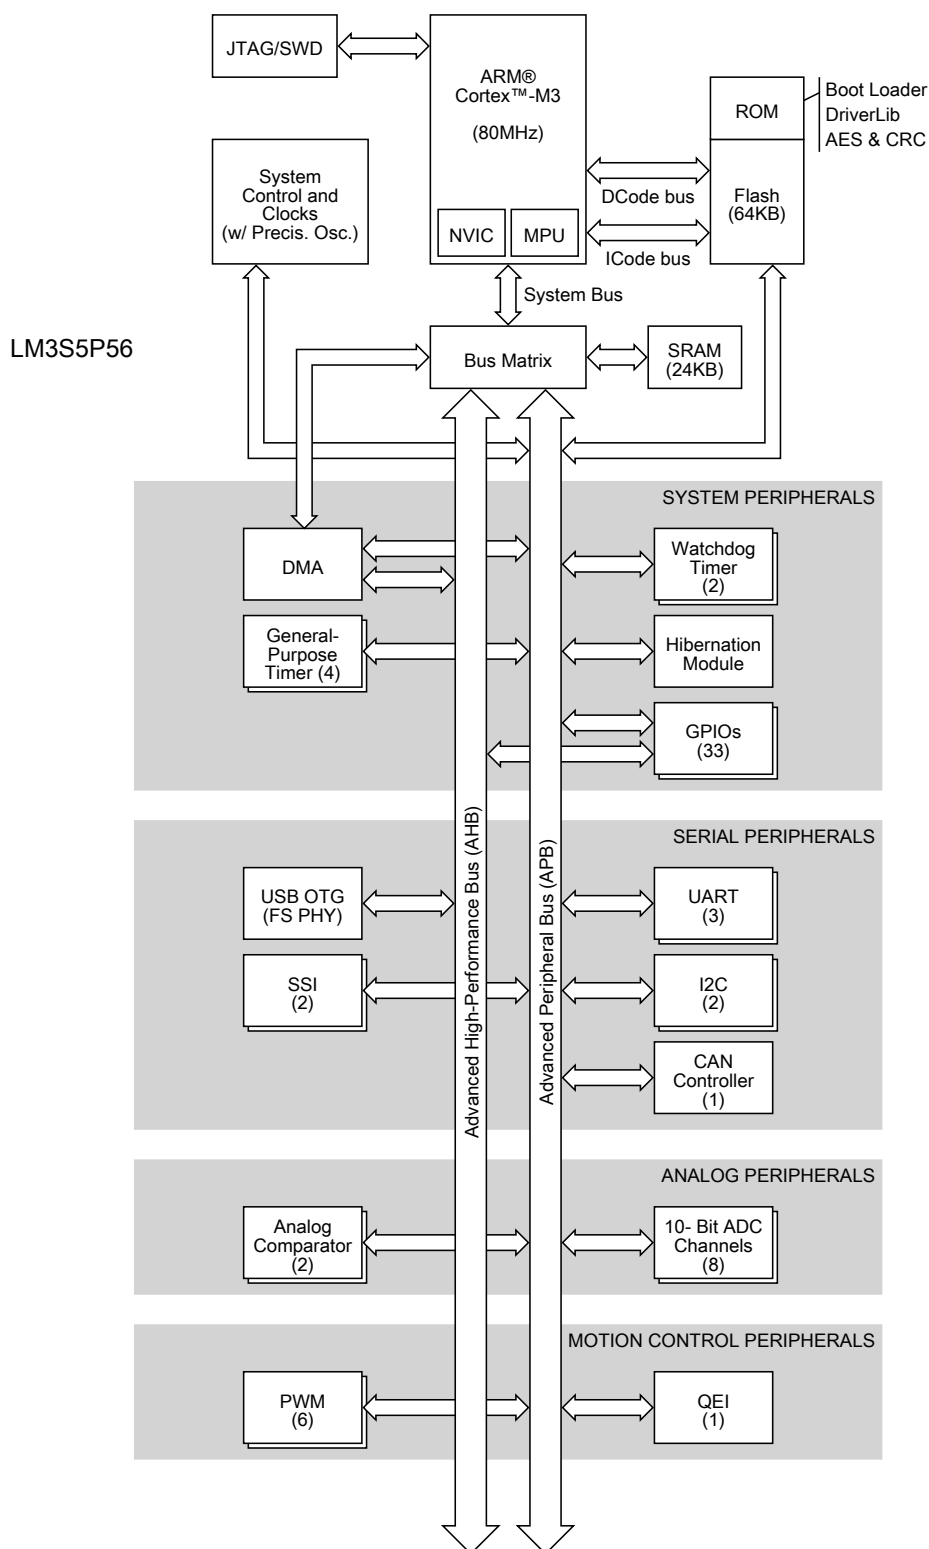 JTAG/SWD
ARM®
Cortex™-M3
(80MHz)
NVIC
MPU
ROM
Boot Loader
DriverLib
AES & CRC
Flash
(64KB)
DCode bus
ICode bus
System
Control and
Clocks
(w/ Precis. Osc.)
System Bus
LM3S5P56
Bus Matrix
SRAM
(24KB)
SYSTEM PERIPHERALS
DMA
Watchdog
Timer
(2)
General-
Purpose
Timer (4)
Hibernation
Module
GPIOs
(33)
Advanced High-Performance Bus (AHB)
Advanced Peripheral Bus (APB)
SERIAL PERIPHERALS
USB OTG
(FS PHY)
UART
(3)
SSI
(2)
I2C
(2)
CAN
Controller
(1)
ANALOG PERIPHERALS
Analog
Comparator
(2)
10- Bit ADC
Channels
(8)
MOTION CONTROL PERIPHERALS
PWM
(6)
QEI
(1)